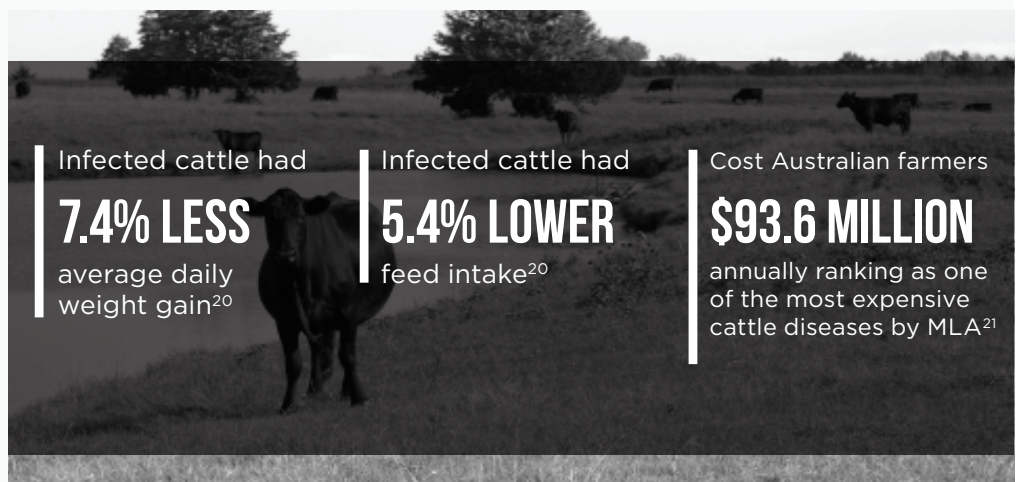 Infected cattle had
7.4% LESS
average daily
weight gain20
Infected cattle had
5.4% LOWER
feed intake20
Cost Australian farmers
$93.6 MILLION
annually ranking as one
of the most expensive
cattle diseases by MLA21